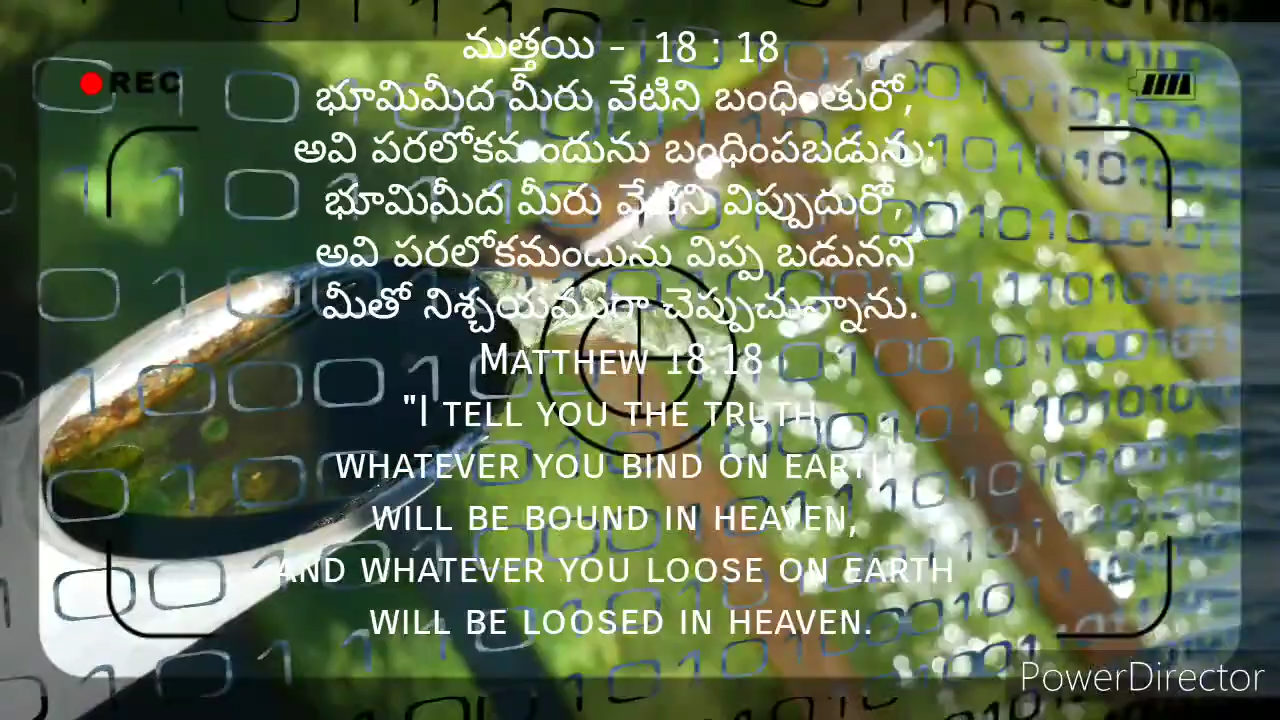 మత్తయి - 18 : 18
REC
భూమిమీద మీరు వేటిని బంధింతురో,
అవి పరలోకమందును బంధింపబడును;
భూమిమీద మీరు వేటిని విప్పుదురో,
అవి పరలోకమందును విప్ప బడునని
మీతో నిశ్చయముగా చెప్పుచున్నాను.
Matthew 18:18
"I tell you the truth,
whatever you bind on earth
will be bound in heaven,
and whatever you loose on earth
will be loosed in heaven.
PowerDirector